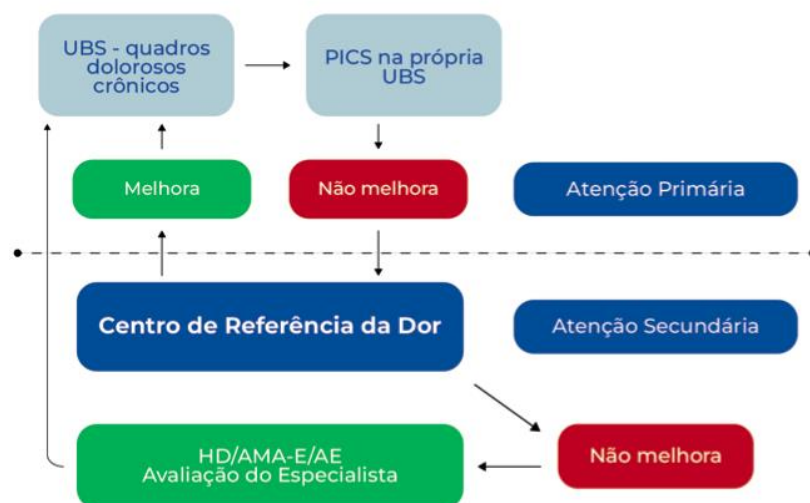 UBS - quadros
dolorosos
crônicos
PICS na própria
UBS
Melhora
Não melhora
Atenção Primária
Centro de Referência da Dor
Atenção Secundária
HD/AMA-E/AE
Avaliação do Especialista
Não melhora